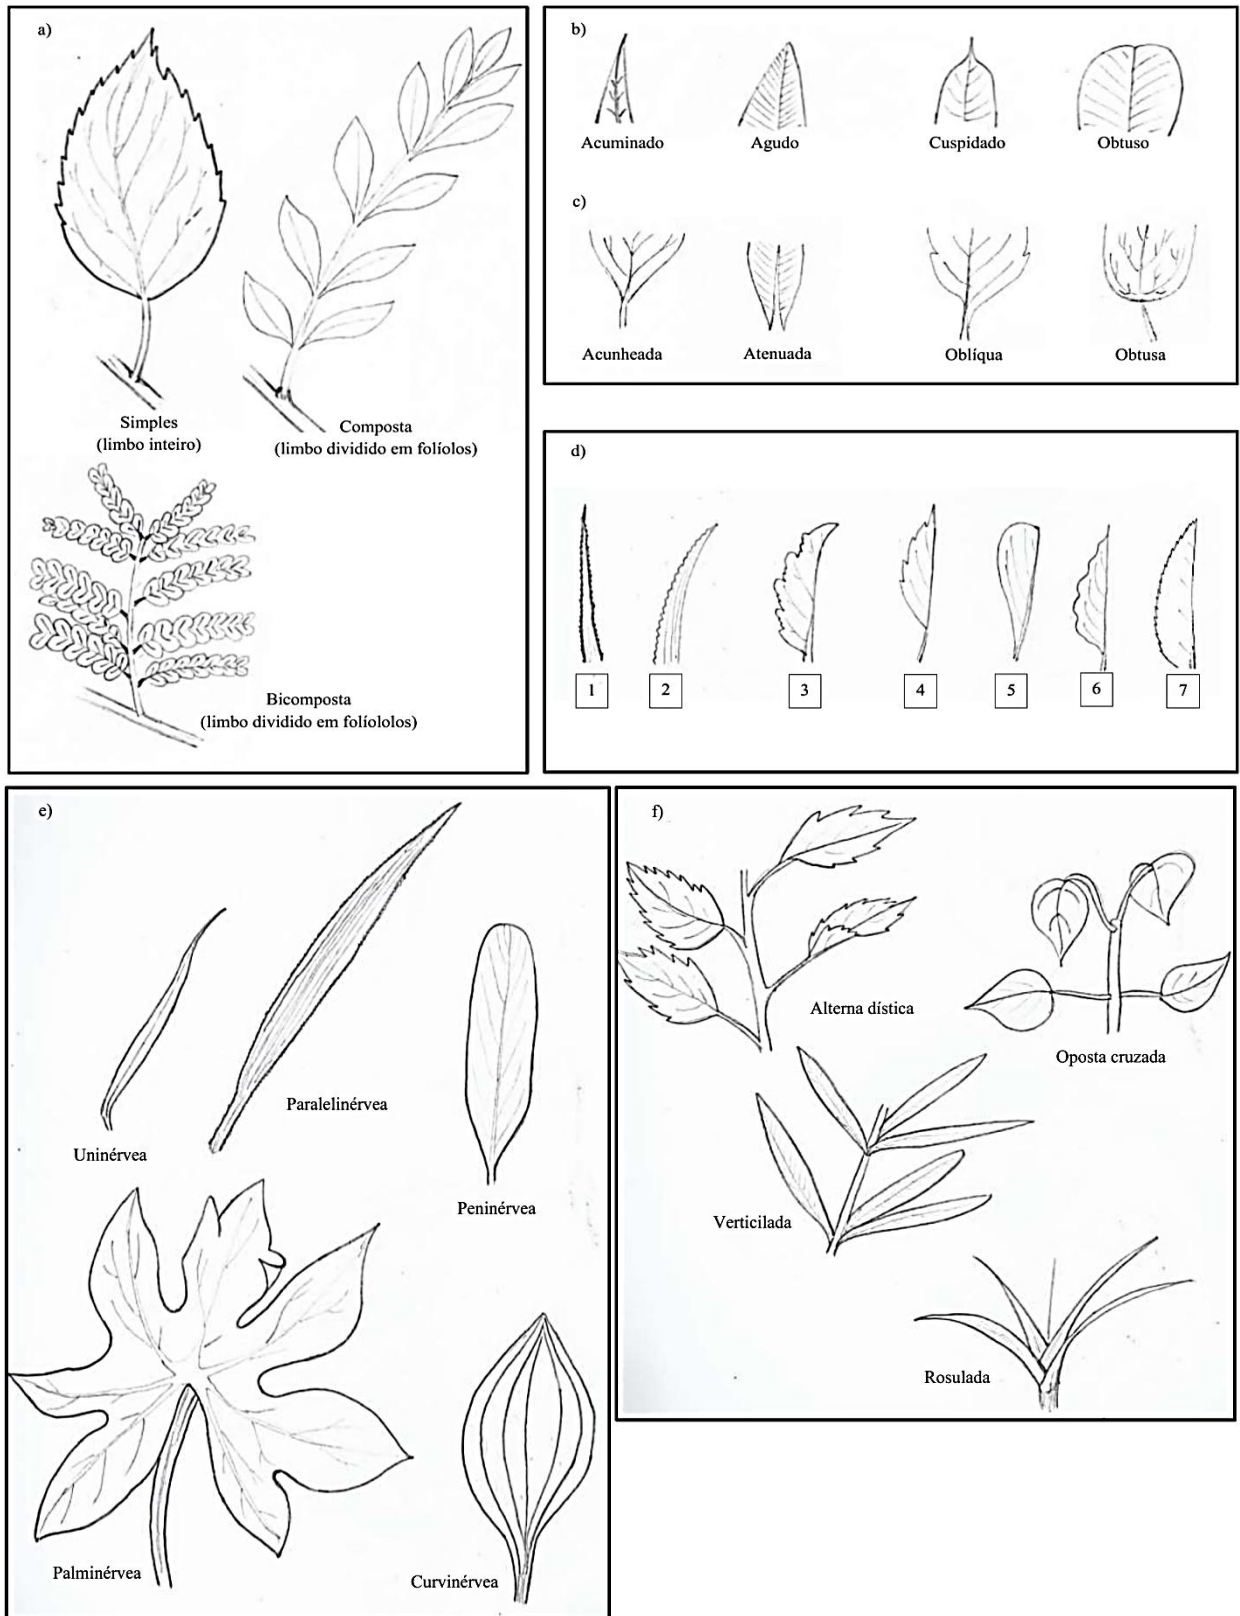 a)
Simples
(limbo inteiro)
Composta
(limbo dividido em folíolos)
Bicomposta
(limbo dividido em folíololos)
b)
Acuminado
Agudo
Cuspidado
Obtuso
c)
Acunheada
Atenuada
Oblíqua
Obtusa
d)
1
2
3
4
5
6
7
e)
Uninérvea
Paralelinérvea
Peninérvea
Palminérvea
Curvinérvea
f)
Alterna dística
Oposta cruzada
Verticilada
Rosulada